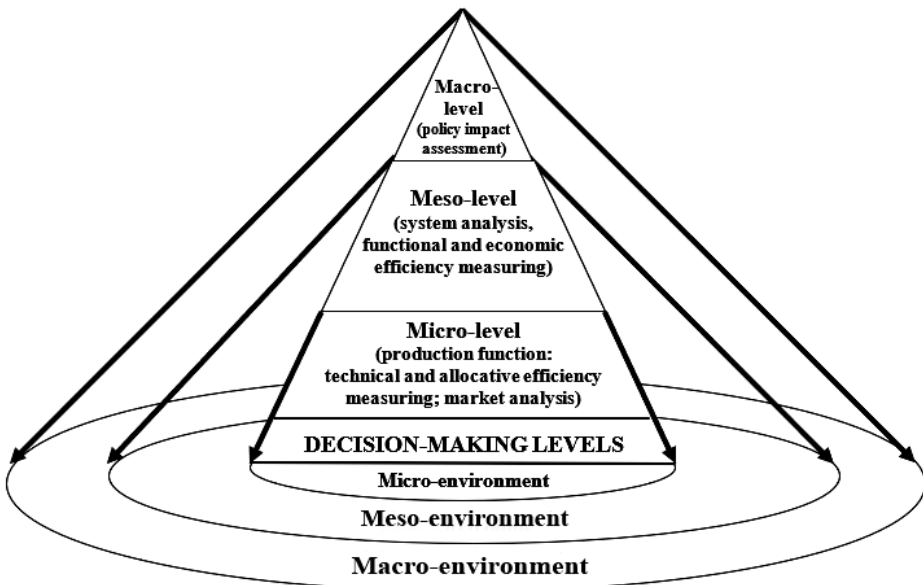 Macro-
level
(policy impact
assessment)
Meso-level
(system analysis,
functional and economic
efficiency measuring)
Micro-level
(production function:
technical and allocative efficiency
measuring; market analysis)
DECISION-MAKING LEVELS
Micro-environment
Meso-environment
Macro-environment